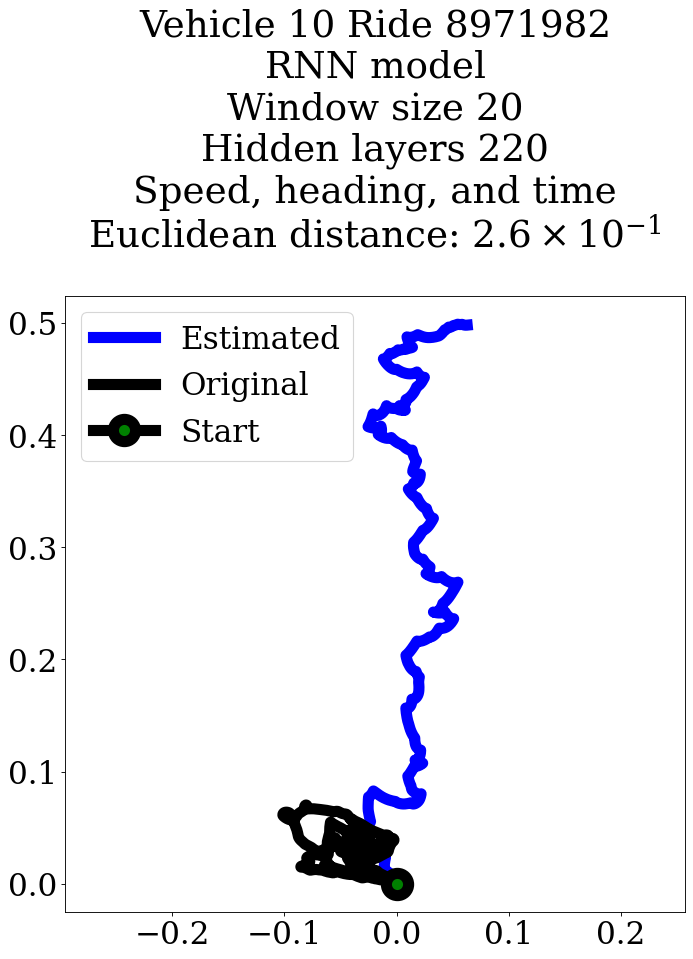 Vehicle 10 Ride 8971982
RNN model
Window size 20
Hidden layers 220
Speed, heading, and time
Euclidean distance: 2.6 × 10⁻¹
Estimated
Original
Start
0.5
0.4
0.3
0.2
0.1
0.0
−0.2 −0.1 0.0 0.1 0.2